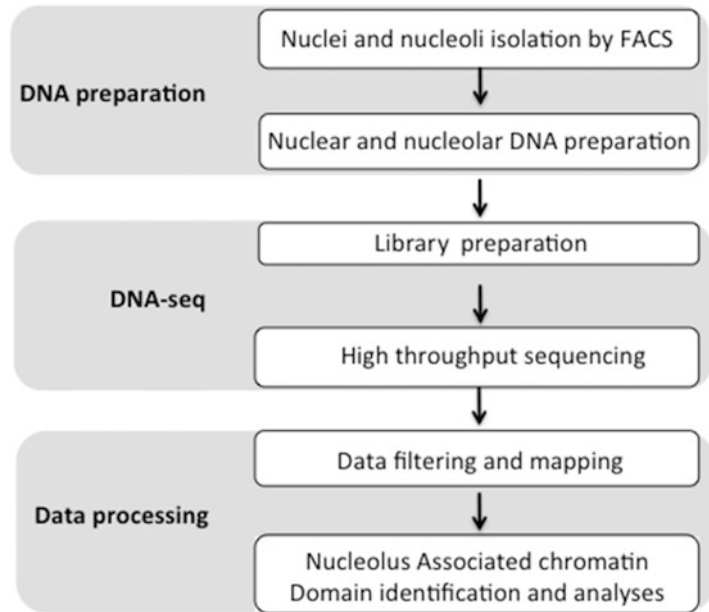 Nuclei and nucleoli isolation by FACS
DNA preparation
Nuclear and nucleolar DNA preparation
Library preparation
DNA-seq
High throughput sequencing
Data filtering and mapping
Data processing
Nucleolus Associated chromatin
Domain identification and analyses